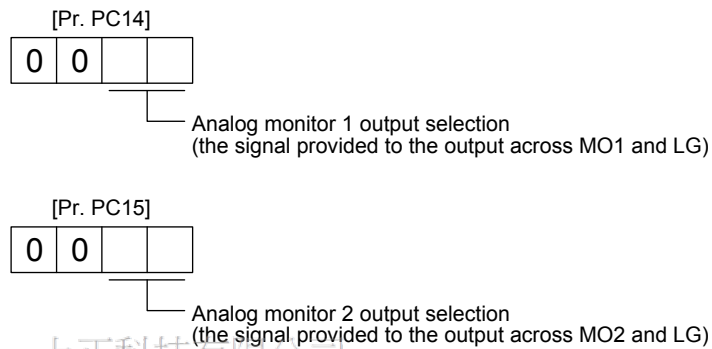 [Pr. PC14]
0 0
Analog monitor 1 output selection
(the signal provided to the output across MO1 and LG)
[Pr. PC15]
0 0
Analog monitor 2 output selection
(the signal provided to the output across MO2 and LG)